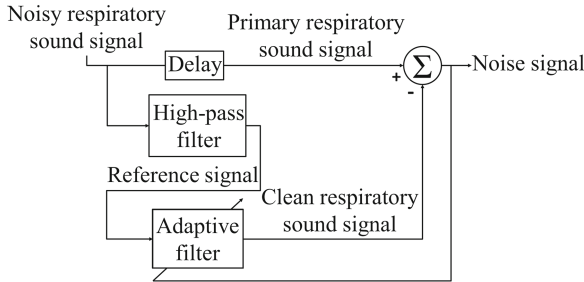 Noisy respiratory
sound signal
Primary respiratory
sound signal
Delay
Σ
+
-
Noise signal
High-pass
filter
Reference signal
Clean respiratory
sound signal
Adaptive
filter